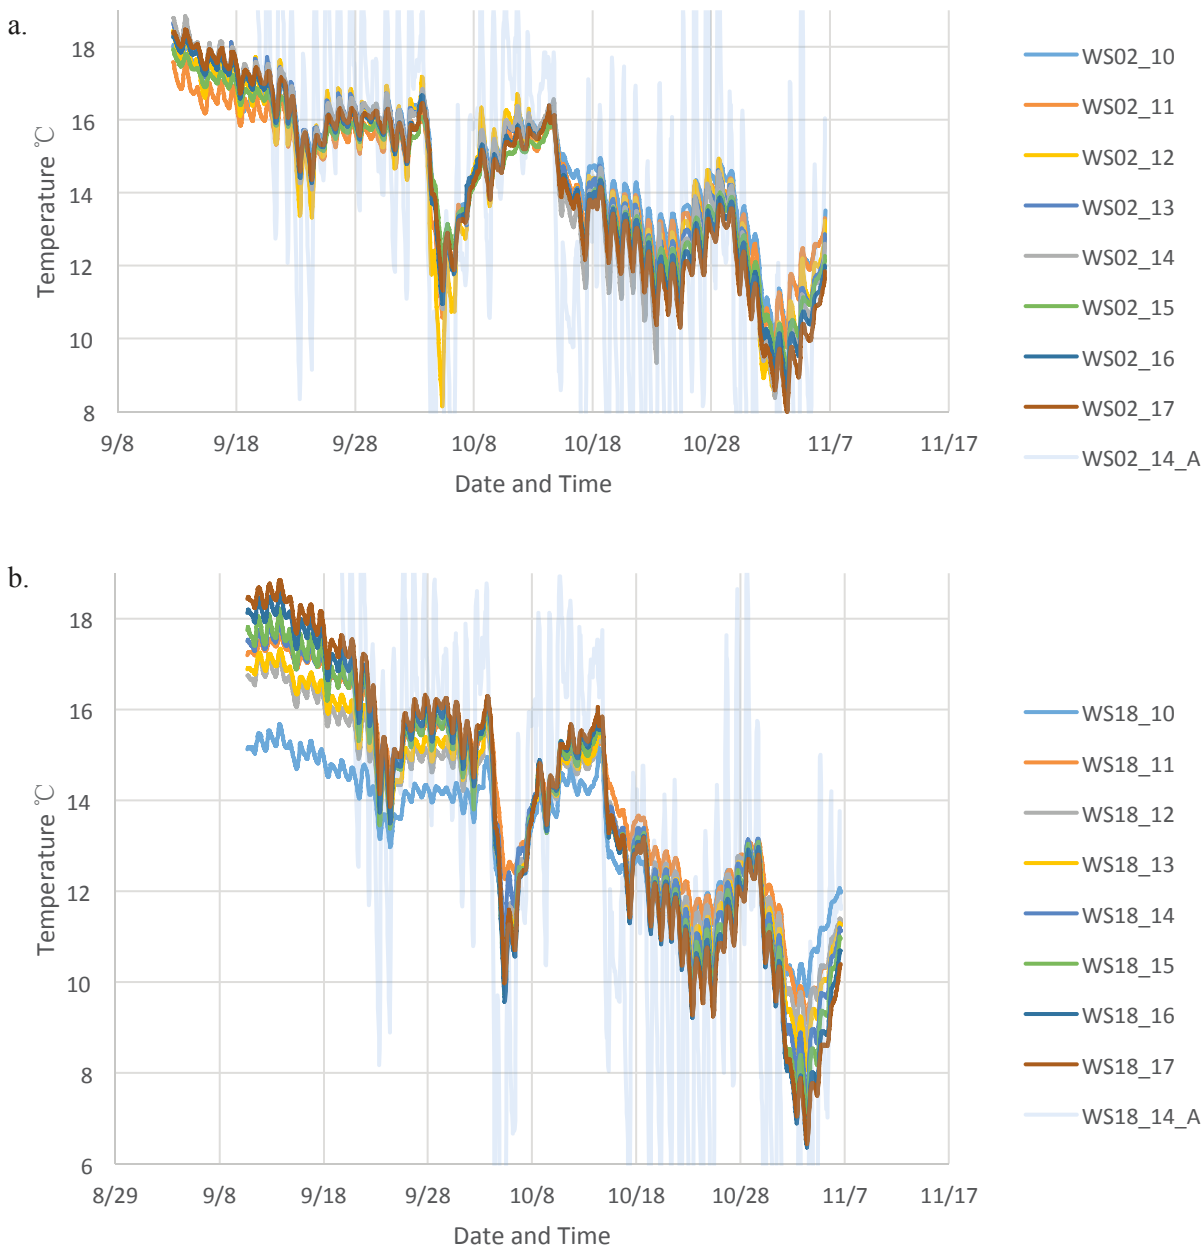 a.
Temperature ℃
18
16
14
12
10
8
9/8 9/18 9/28 10/8 10/18 10/28 11/7 11/17
Date and Time
WS02_10
WS02_11
WS02_12
WS02_13
WS02_14
WS02_15
WS02_16
WS02_17
WS02_14_A
b.
Temperature ℃
18
16
14
12
10
8
6
8/29 9/8 9/18 9/28 10/8 10/18 10/28 11/7 11/17
Date and Time
WS18_10
WS18_11
WS18_12
WS18_13
WS18_14
WS18_15
WS18_16
WS18_17
WS18_14_A